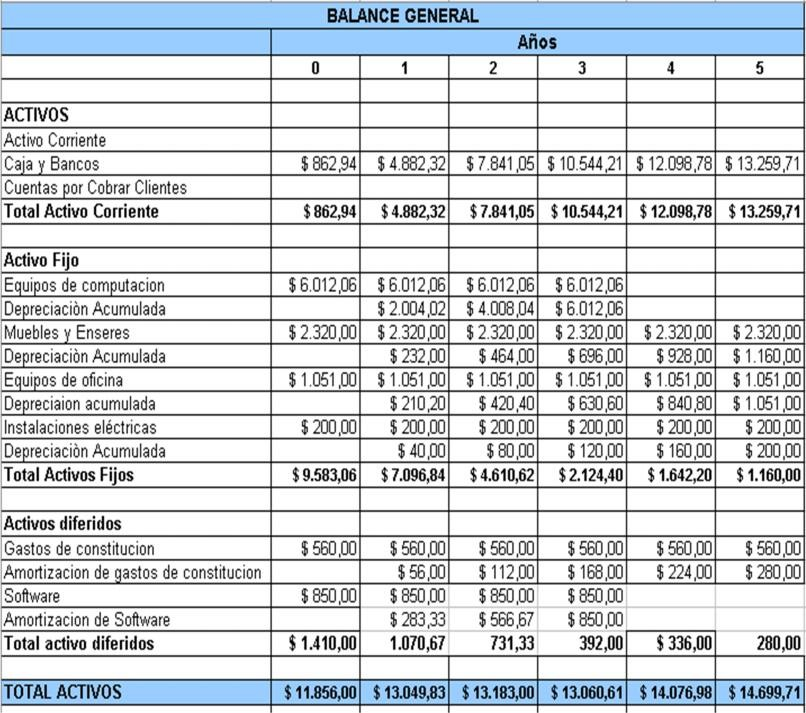 BALANCE GENERAL
Años
0 1 2 3 4 5
ACTIVOS
Activo Corriente
Caja y Bancos $ 862,94 $ 4.882,32 $ 7.841,05 $ 10.544,21 $ 12.098,78 $ 13.259,71
Cuentas por Cobrar Clientes
Total Activo Corriente $ 862,94 $ 4.882,32 $ 7.841,05 $ 10.544,21 $ 12.098,78 $ 13.259,71
Activo Fijo
Equipos de computacion $ 6.012,06 $ 6.012,06 $ 6.012,06 $ 6.012,06
Depreciaciòn Acumulada $ 2.004,02 $ 4.008,04 $ 6.012,06
Muebles y Enseres $ 2.320,00 $ 2.320,00 $ 2.320,00 $ 2.320,00 $ 2.320,00 $ 2.320,00
Depreciaciòn Acumulada $ 232,00 $ 464,00 $ 696,00 $ 928,00 $ 1.160,00
Equipos de oficina $ 1.051,00 $ 1.051,00 $ 1.051,00 $ 1.051,00 $ 1.051,00 $ 1.051,00
Depreciaion acumulada $ 210,20 $ 420,40 $ 630,60 $ 840,80 $ 1.051,00
Instalaciones eléctricas $ 200,00 $ 200,00 $ 200,00 $ 200,00 $ 200,00 $ 200,00
Depreciaciòn Acumulada $ 40,00 $ 80,00 $ 120,00 $ 160,00 $ 200,00
Total Activos Fijos $ 9.583,06 $ 7.096,84 $ 4.610,62 $ 2.124,40 $ 1.642,20 $ 1.160,00
Activos diferidos
Gastos de constitucion $ 560,00 $ 560,00 $ 560,00 $ 560,00 $ 560,00 $ 560,00
Amortizacion de gastos de constitucion $ 56,00 $ 112,00 $ 168,00 $ 224,00 $ 280,00
Software $ 850,00 $ 850,00 $ 850,00 $ 850,00
Amortizacion de Software $ 283,33 $ 566,67 $ 850,00
Total activo diferidos $ 1.410,00 1.070,67 731,33 392,00 $ 336,00 280,00
TOTAL ACTIVOS $ 11.856,00 $ 13.049,83 $ 13.183,00 $ 13.060,61 $ 14.076,98 $ 14.699,71